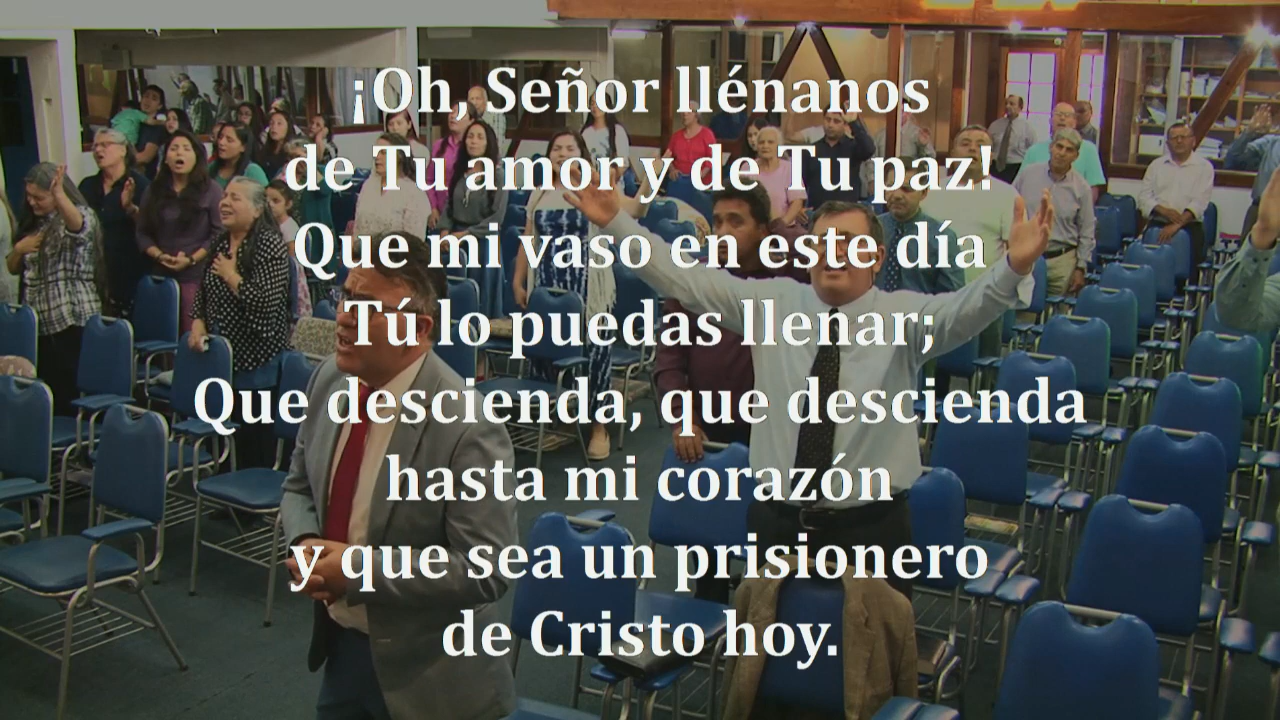 ¡Oh, Señor llénanos
de Tu amor y de Tu paz!
Que mi vaso en este día
Tú lo puedas llenar;
Que descienda, que descienda
hasta mi corazón
y que sea un prisionero
de Cristo hoy.